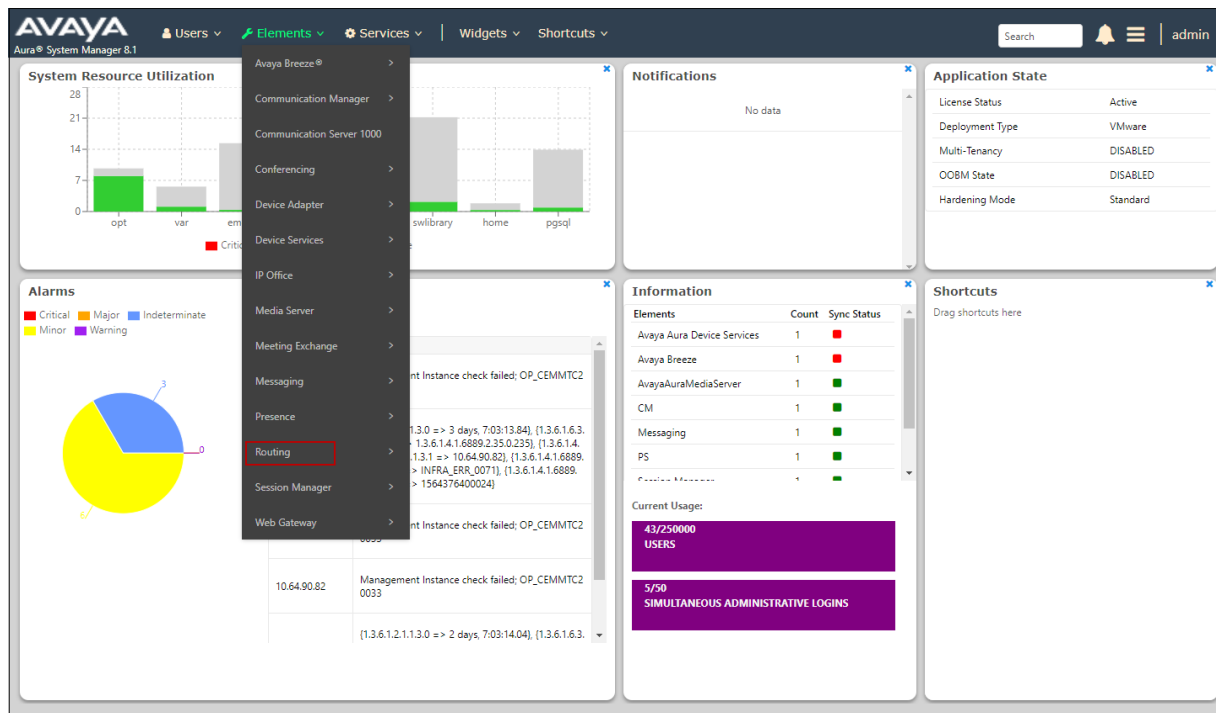 AVAYA
Aura® System Manager 8.1
Users
Elements
Services
Widgets
Shortcuts
Search
admin
System Resource Utilization
28
21
14
7
0
opt
var
em
swlibrary
home
pgsql
Critic
Avaya Breeze®
Communication Manager
Communication Server 1000
Conferencing
Device Adapter
Device Services
IP Office
Media Server
Meeting Exchange
Messaging
Presence
Routing
Session Manager
Web Gateway
Notifications
No data
Application State
License Status Active
Deployment Type VMware
Multi-Tenancy DISABLED
OOBM State DISABLED
Hardening Mode Standard
Alarms
Critical Major Indeterminate
Minor Warning
3
0
nt Instance check failed; OP_CEMMTC2
1.3.0 => 3 days, 7:03:13.84}, {1.3.6.1.6.3.
1.3.6.1.4.1.6889.2.35.0.235}, {1.3.6.1.4.
.1.3.1 => 10.64.90.82}, {1.3.6.1.4.1.6889.
> INFRA_ERR_0071}, {1.3.6.1.4.1.6889.
> 1564376400024}
nt Instance check failed; OP_CEMMTC2
10.64.90.82
Management Instance check failed; OP_CEMMTC2
0033
{1.3.6.1.2.1.1.3.0 => 2 days, 7:03:14.04}, {1.3.6.1.6.3.
Information
Elements Count Sync Status
Avaya Aura Device Services 1
Avaya Breeze 1
AvayaAuraMediaServer 1
CM 1
Messaging 1
PS 1
Session Manager 1
Current Usage:
43/250000
USERS
5/50
SIMULTANEOUS ADMINISTRATIVE LOGINS
Shortcuts
Drag shortcuts here